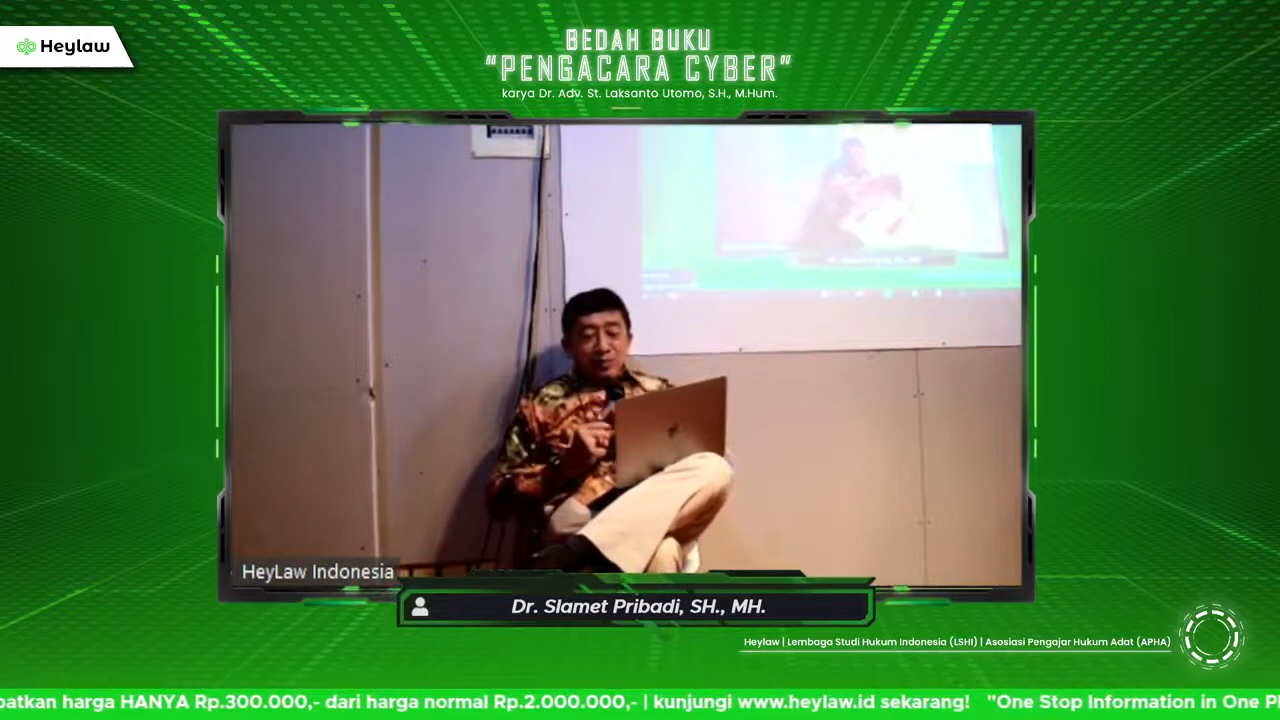 Heylaw
BEDAH BUKU
"PENGACARA CYBER"
karya Dr. Adv. St. Laksanto Utomo, S.H., M.Hum.
HeyLaw Indonesia
Dr. Slamet Pribadi, SH., MH.
Heylaw | Lembaga Studi Hukum Indonesia (LSHI) | Asosiasi Pengajar Hukum Adat (APHA)
patkan harga HANYA Rp.300.000,- dari harga normal Rp.2.000.000,- | kunjungi www.heylaw.id sekarang! "One Stop Information in One P